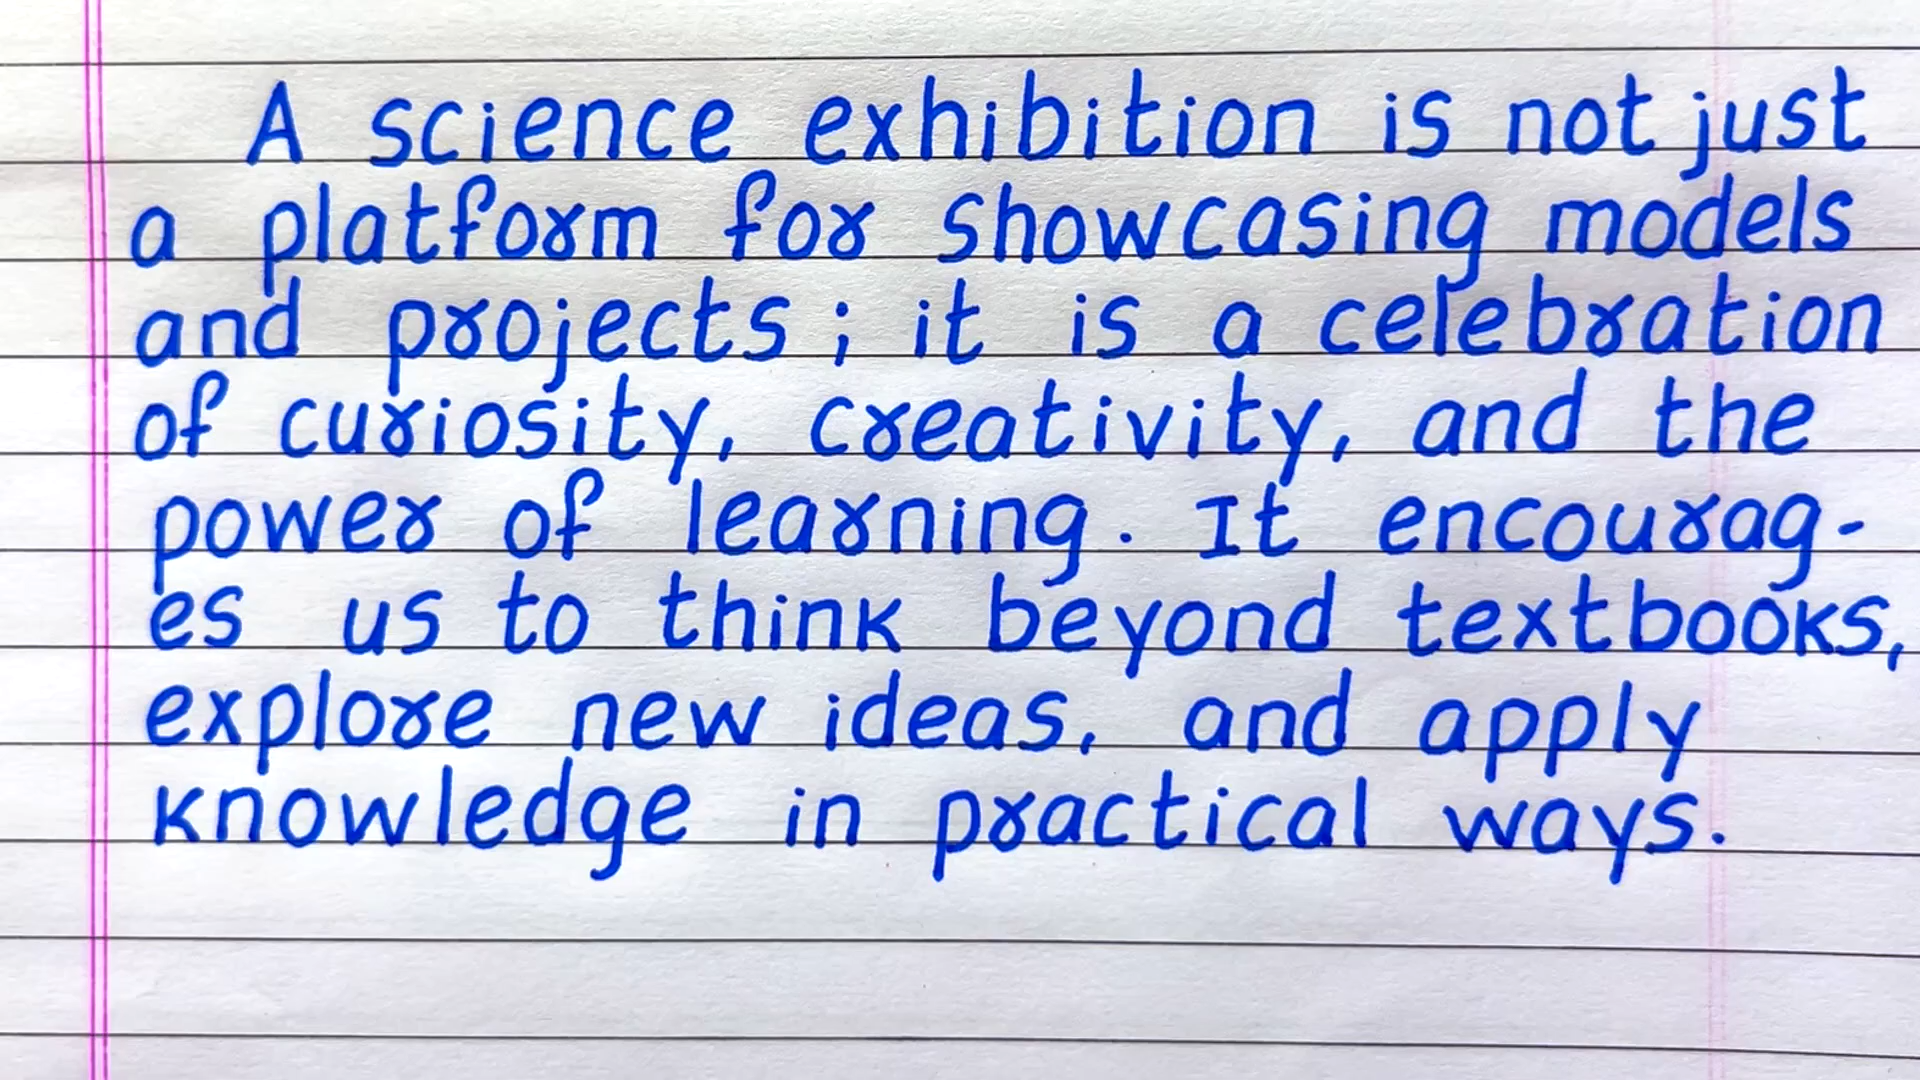 A science exhibition is not just
a platform for showcasing models
and projects; it is a celebration
of curiosity, creativity, and the
power of learning. It encourag-
es us to think beyond textbooks,
explore new ideas, and apply
knowledge in practical ways.